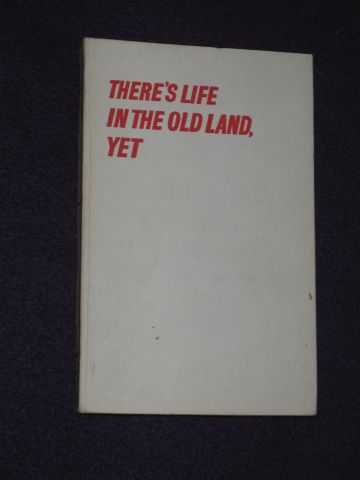 THERE'S LIFE
IN THE OLD LAND,
YET